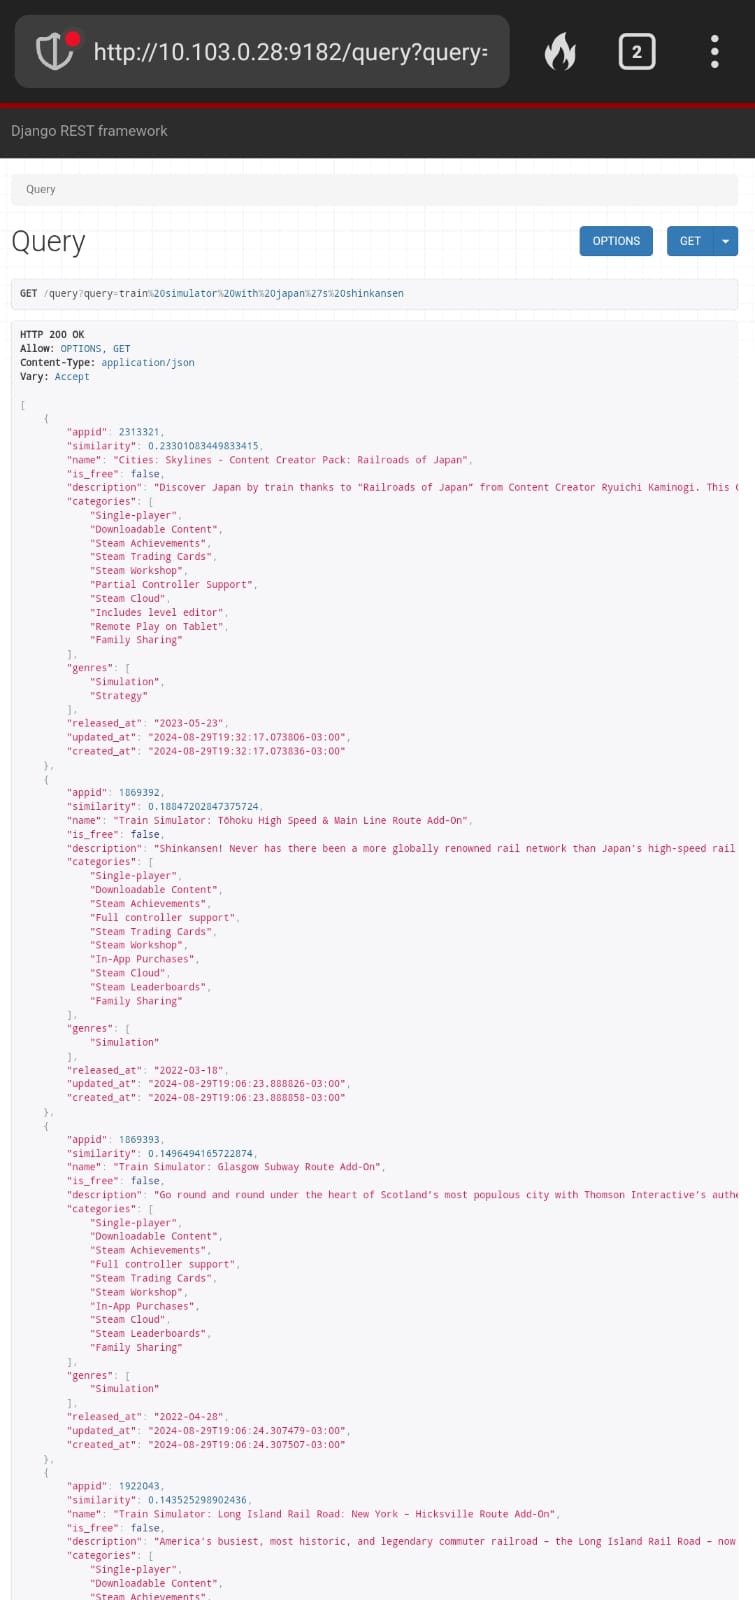 http://10.103.0.28:9182/query?query=
2
Django REST framework
Query
Query
OPTIONS
GET
GET /query?query=train%20simulator%20with%20japan%27s%20shinkansen
HTTP 200 OK
Allow: OPTIONS, GET
Content-Type: application/json
Vary: Accept
[
{
"appid": 2313321,
"similarity": 0.23301083449833415,
"name": "Cities: Skylines - Content Creator Pack: Railroads of Japan",
"is_free": false,
"description": "Discover Japan by train thanks to “Railroads of Japan” from Content Creator Ryuichi Kaminogi. This
"categories": [
"Single-player",
"Downloadable Content",
"Steam Achievements",
"Steam Trading Cards",
"Steam Workshop",
"Partial Controller Support",
"Steam Cloud",
"Includes level editor",
"Remote Play on Tablet",
"Family Sharing"
],
"genres": [
"Simulation",
"Strategy"
],
"released_at": "2023-05-23",
"updated_at": "2024-08-29T19:32:17.073806-03:00",
"created_at": "2024-08-29T19:32:17.073836-03:00"
},
{
"appid": 1869392,
"similarity": 0.18847202847375724,
"name": "Train Simulator: Tōhoku High Speed & Main Line Route Add-On",
"is_free": false,
"description": "Shinkansen! Never has there been a more globally renowned rail network than Japan’s high-speed rail
"categories": [
"Single-player",
"Downloadable Content",
"Steam Achievements",
"Full controller support",
"Steam Trading Cards",
"Steam Workshop",
"In-App Purchases",
"Steam Cloud",
"Steam Leaderboards",
"Family Sharing"
],
"genres": [
"Simulation"
],
"released_at": "2022-03-18",
"updated_at": "2024-08-29T19:06:23.888826-03:00",
"created_at": "2024-08-29T19:06:23.888858-03:00"
},
{
"appid": 1869393,
"similarity": 0.1496494165722874,
"name": "Train Simulator: Glasgow Subway Route Add-On",
"is_free": false,
"description": "Go round and round under the heart of Scotland’s most populous city with Thomson Interactive’s authe
"categories": [
"Single-player",
"Downloadable Content",
"Steam Achievements",
"Full controller support",
"Steam Trading Cards",
"Steam Workshop",
"In-App Purchases",
"Steam Cloud",
"Steam Leaderboards",
"Family Sharing"
],
"genres": [
"Simulation"
],
"released_at": "2022-04-28",
"updated_at": "2024-08-29T19:06:24.307479-03:00",
"created_at": "2024-08-29T19:06:24.307507-03:00"
},
{
"appid": 1922043,
"similarity": 0.143525298902436,
"name": "Train Simulator: Long Island Rail Road: New York – Hicksville Route Add-On",
"is_free": false,
"description": "America’s busiest, most historic, and legendary commuter railroad – the Long Island Rail Road – now
"categories": [
"Single-player",
"Downloadable Content",
"Steam Achievements",